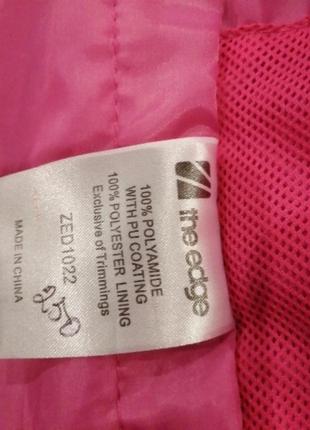 the edge
100% POLYAMIDE
WITH PU COATING
100% POLYESTER LINING
Exclusive of Trimmings
ZED1022
MADE IN CHINA